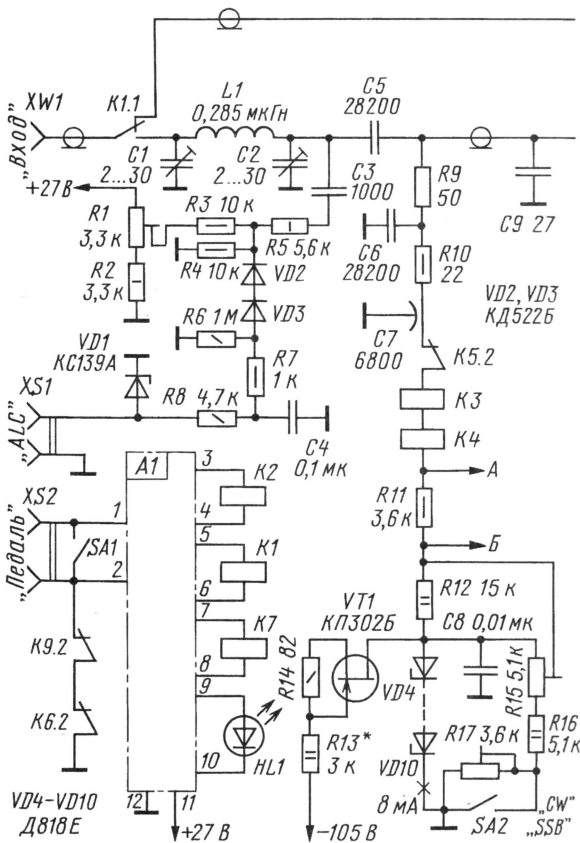 XW1
K1.1
L1
0,285 мкГн
C5
28200
„ВХОД"
C1
2...30
C2
2...30
C3
1000
R9
50
C9 27
+27В
R1
3,3 к
R3 10 к
R5 5,6 к
R4 10 к
C6
28200
R10
22
R2
3,3 к
VD2
VD3
R6 1М
VD2, VD3
КД522Б
C7
6800
K5.2
VD1
КС139А
R7
1 к
XS1
R8 4,7 к
„ALC"
C4
0,1 мк
K3
K4
А
R11
3,6 к
Б
XS2
„Педаль"
A1
1
2
3
4
5
6
7
8
9
10
11
12
K2
K1
K7
SA1
K9.2
K6.2
HL1
R12 15 к
VT1
КП302Б
C8 0,01 мк
R14 82
VD4
R15 5,1 к
R13*
3 к
R16
5,1 к
R17 3,6 к
VD10
8 мА
SA2
„CW"
„SSB"
VD4-VD10
Д818Е
+27 В
-105 В